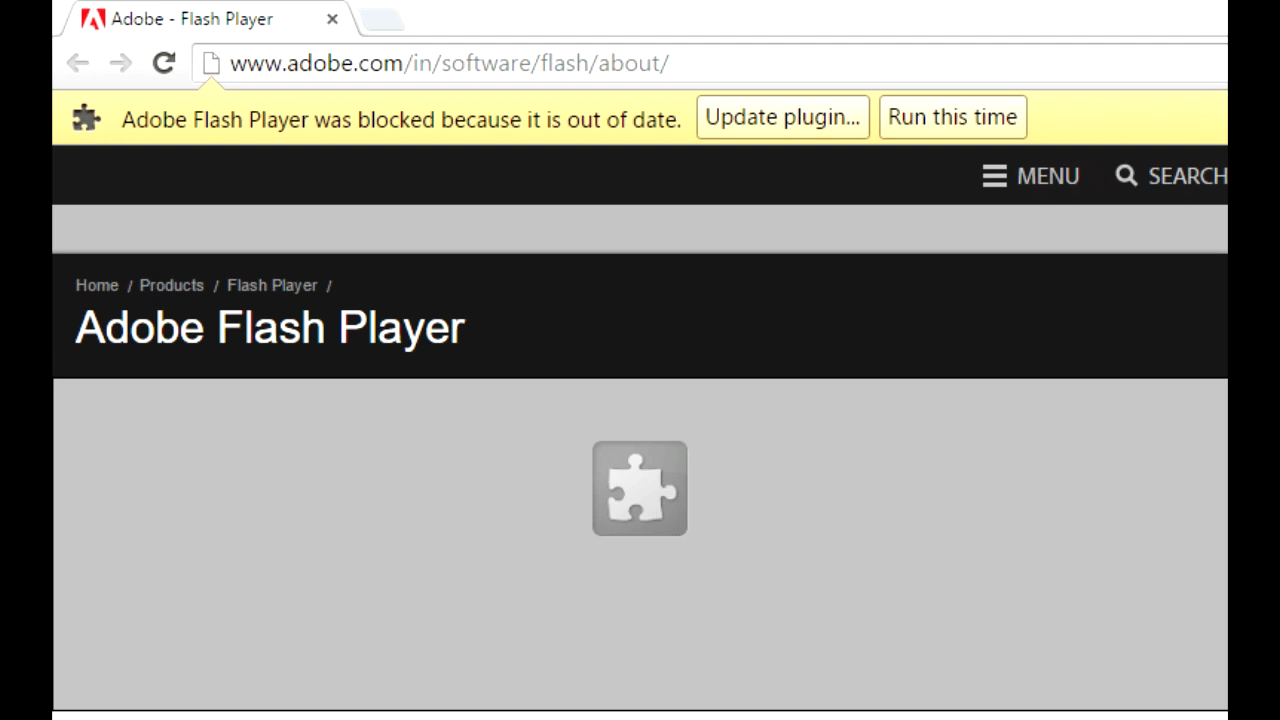 Adobe - Flash Player
www.adobe.com/in/software/flash/about/
Adobe Flash Player was blocked because it is out of date. Update plugin... Run this time
MENU SEARCH
Home / Products / Flash Player /
Adobe Flash Player